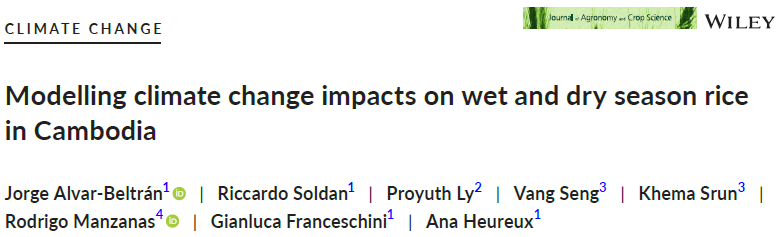 CLIMATE CHANGE
Journal of Agronomy and Crop Science WILEY
Modelling climate change impacts on wet and dry season rice
in Cambodia
Jorge Alvar-Beltrán1 iD | Riccardo Soldan1 | Proyuth Ly2 | Vang Seng3 | Khema Srun3 |
Rodrigo Manzanas4 iD | Gianluca Franceschini1 | Ana Heureux1